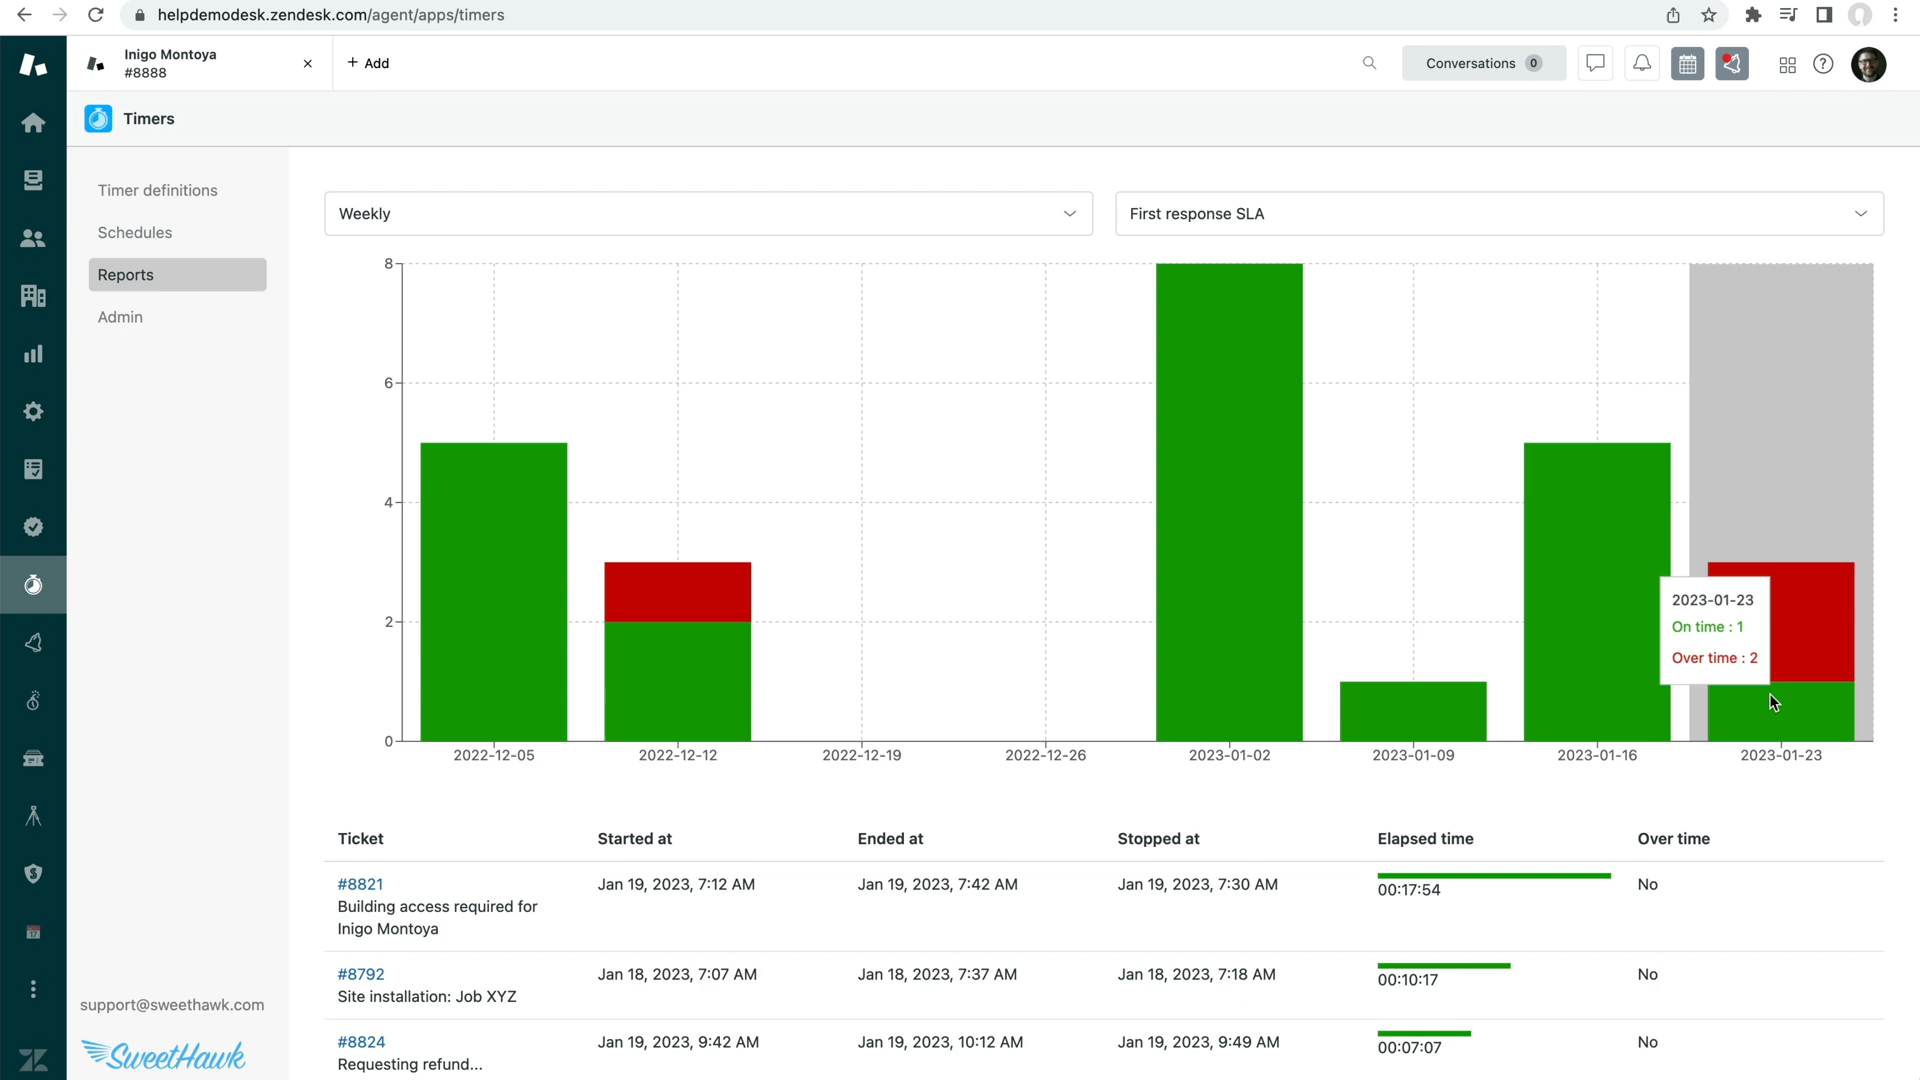 helpdemodesk.zendesk.com/agent/apps/timers
Inigo Montoya
#8888
+ Add
Conversations 0
Timers
Timer definitions
Schedules
Reports
Admin
Weekly
First response SLA
8
6
4
2
0
2023-01-23
On time : 1
Over time : 2
2022-12-05 2022-12-12 2022-12-19 2022-12-26 2023-01-02 2023-01-09 2023-01-16 2023-01-23
Ticket Started at Ended at Stopped at Elapsed time Over time
#8821 Jan 19, 2023, 7:12 AM Jan 19, 2023, 7:42 AM Jan 19, 2023, 7:30 AM 00:17:54 No
Building access required for
Inigo Montoya
#8792 Jan 18, 2023, 7:07 AM Jan 18, 2023, 7:37 AM Jan 18, 2023, 7:18 AM 00:10:17 No
Site installation: Job XYZ
#8824 Jan 19, 2023, 9:42 AM Jan 19, 2023, 10:12 AM Jan 19, 2023, 9:49 AM 00:07:07 No
Requesting refund...
17
support@sweethawk.com
SweetHawk